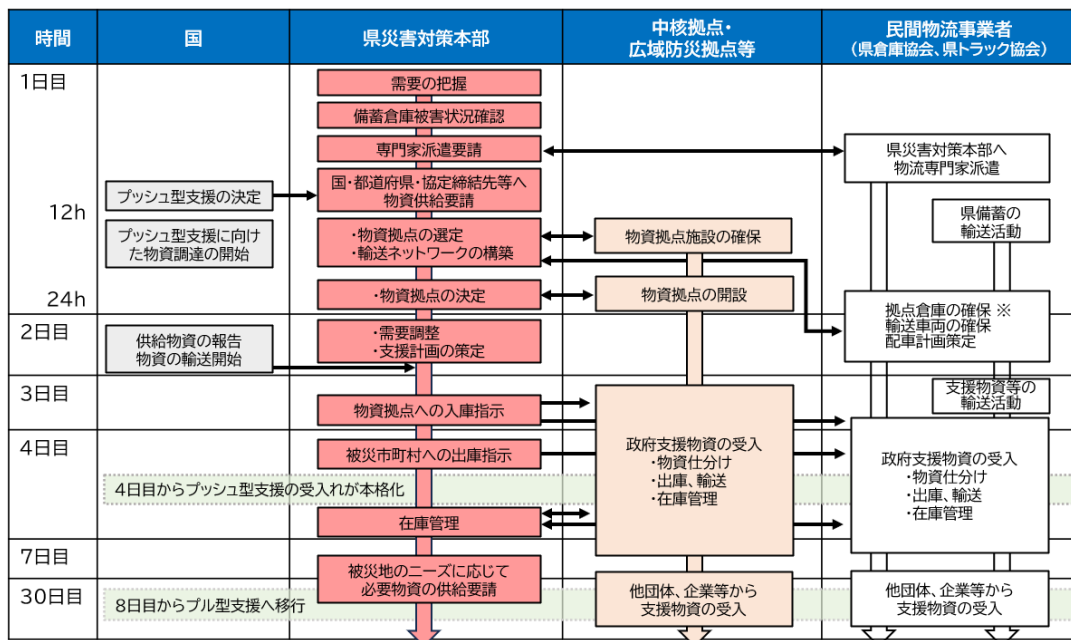 時間
国
県災害対策本部
中核拠点・
広域防災拠点等
民間物流事業者
（県倉庫協会、県トラック協会）
1日目
需要の把握
備蓄倉庫被害状況確認
専門家派遣要請
県災害対策本部へ
物流専門家派遣
プッシュ型支援の決定
国・都道府県・協定締結先等へ
物資供給要請
12h
県備蓄の
輸送活動
プッシュ型支援に向け
た物資調達の開始
・物資拠点の選定
・輸送ネットワークの構築
物資拠点施設の確保
24h
・物資拠点の決定
物資拠点の開設
拠点倉庫の確保 ※
輸送車両の確保
配車計画策定
2日目
供給物資の報告
物資の輸送開始
・需要調整
・支援計画の策定
3日目
支援物資等の
輸送活動
物資拠点への入庫指示
4日目
被災市町村への出庫指示
政府支援物資の受入
・物資仕分け
・出庫、輸送
・在庫管理
政府支援物資の受入
・物資仕分け
・出庫、輸送
・在庫管理
4日目からプッシュ型支援の受入れが本格化
在庫管理
7日目
被災地のニーズに応じて
必要物資の供給要請
30日目
8日目からプル型支援へ移行
他団体、企業等から
支援物資の受入
他団体、企業等から
支援物資の受入